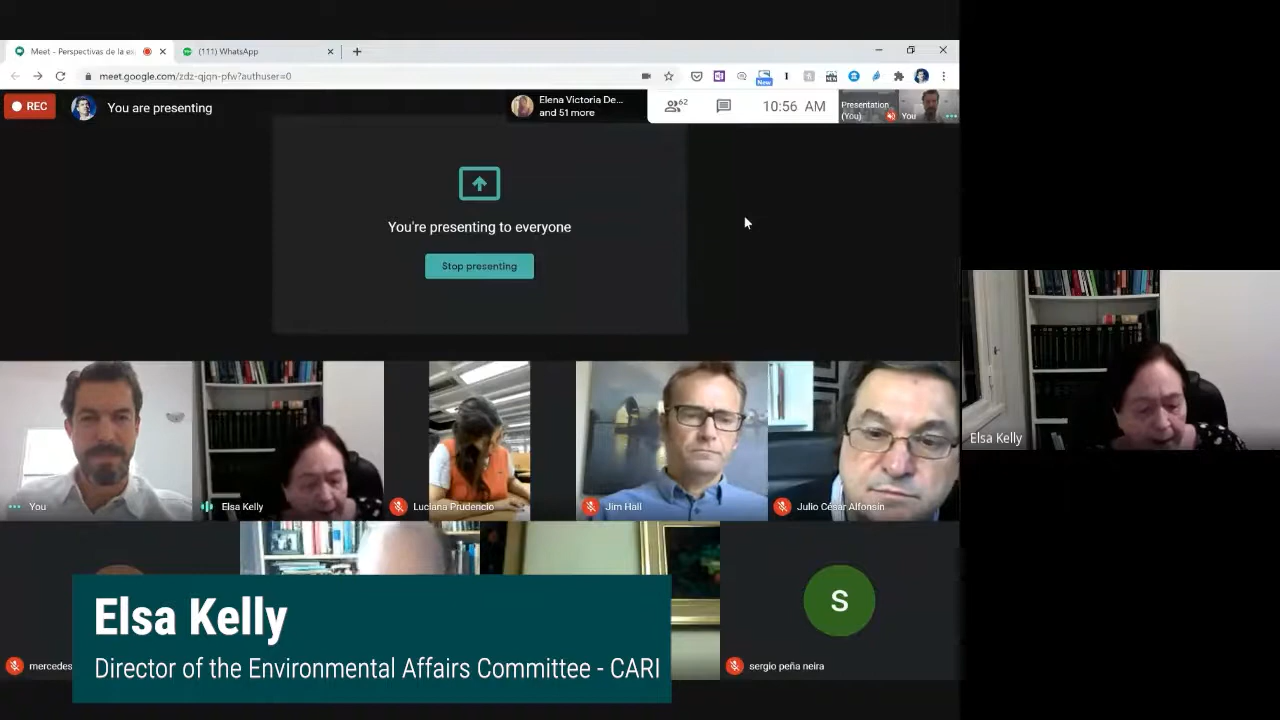 Meet - Perspectivas de la ex
(111) WhatsApp
meet.google.com/zdz-qjqn-pfw?authuser=0
New
REC
You are presenting
Elena Victoria De...
and 51 more
62
10:56 AM
Presentation
(You)
You
You're presenting to everyone
Stop presenting
You
Elsa Kelly
Luciana Prudencio
Jim Hall
Julio César Alfonsín
Elsa Kelly
S
mercedes
sergio peña neira
Elsa Kelly
Director of the Environmental Affairs Committee - CARI